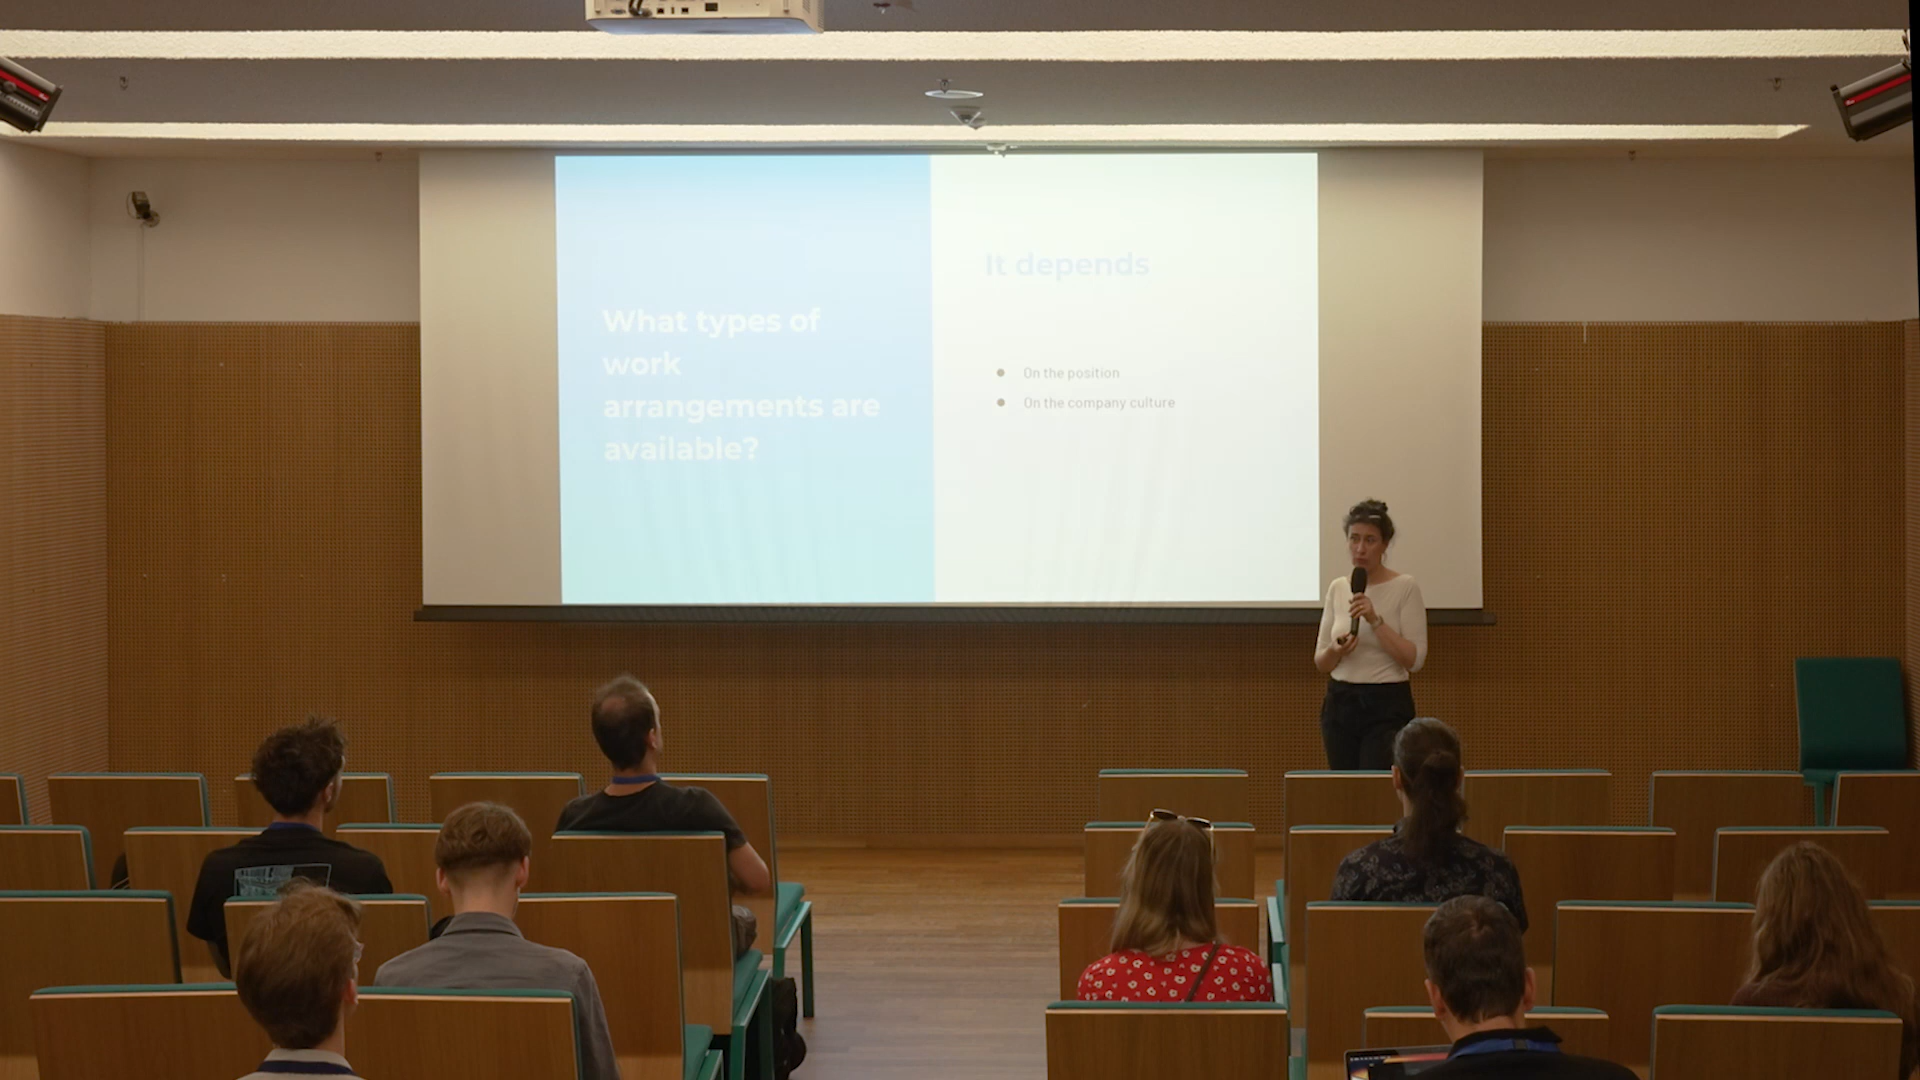 What types of
work
arrangements are
available?
It depends
On the position
On the company culture